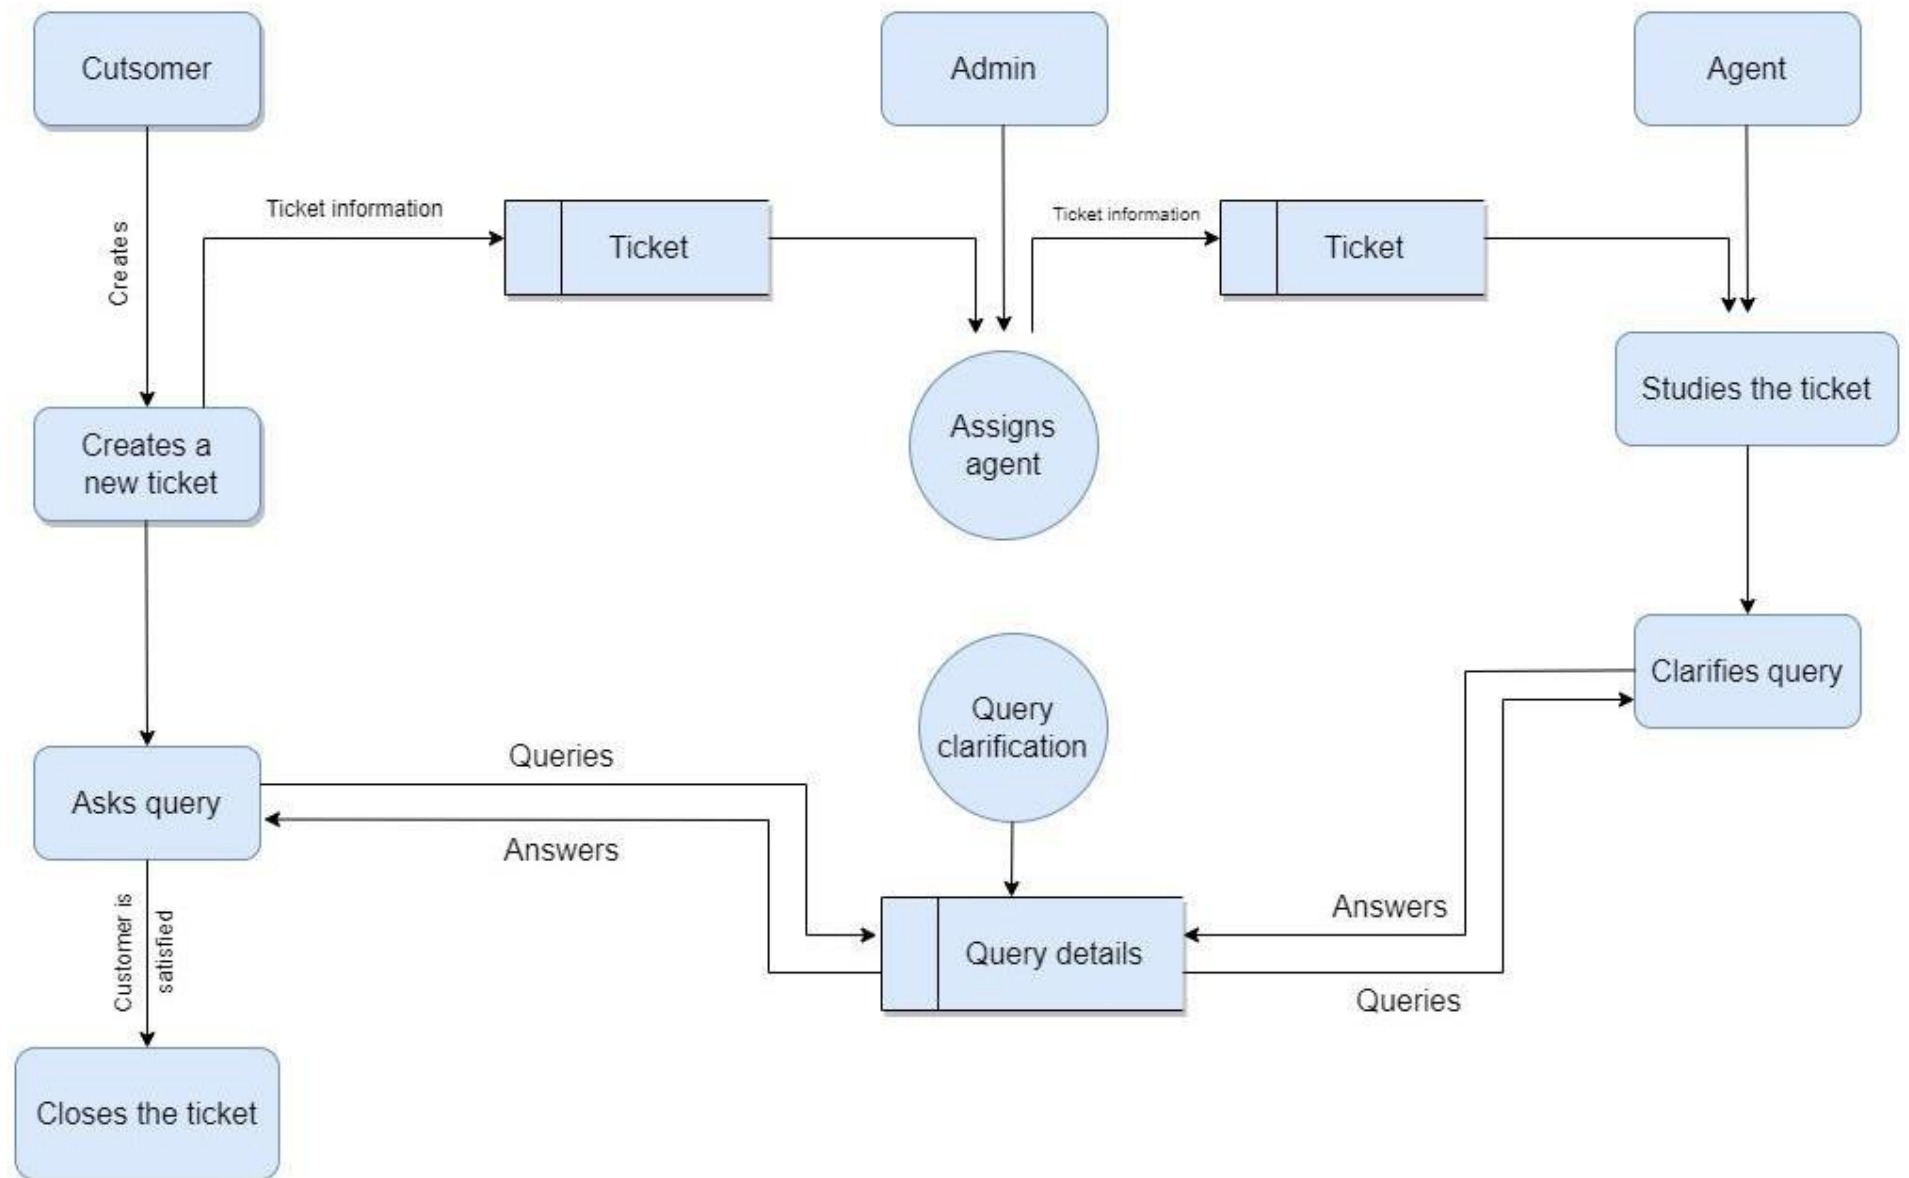 Cutsomer
Admin
Agent
Creates
Ticket information
Ticket
Ticket information
Ticket
Creates a
new ticket
Assigns
agent
Studies the ticket
Query
clarification
Clarifies query
Asks query
Queries
Answers
Customer is
satisfied
Query details
Answers
Queries
Closes the ticket